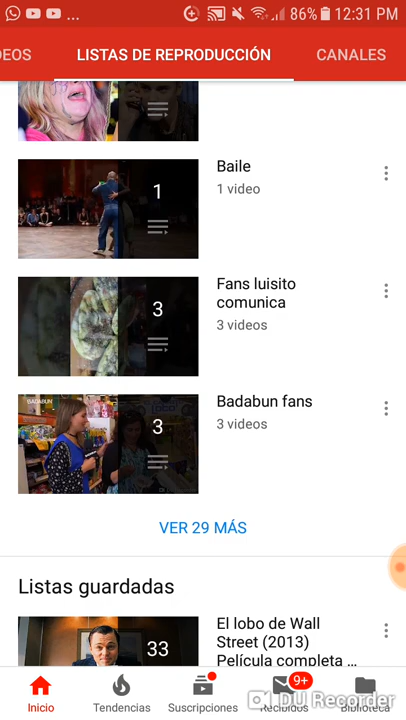 86% 12:31 PM
DEOS LISTAS DE REPRODUCCIÓN CANALES
1
Baile
1 video
3
Fans luisito
comunica
3 videos
BADABUN
3
Badabun fans
3 videos
VER 29 MÁS
Listas guardadas
33
El lobo de Wall
Street (2013)
Película completa ...
9+
Inicio Tendencias Suscripciones Recibidos Biblioteca
DU Recorder